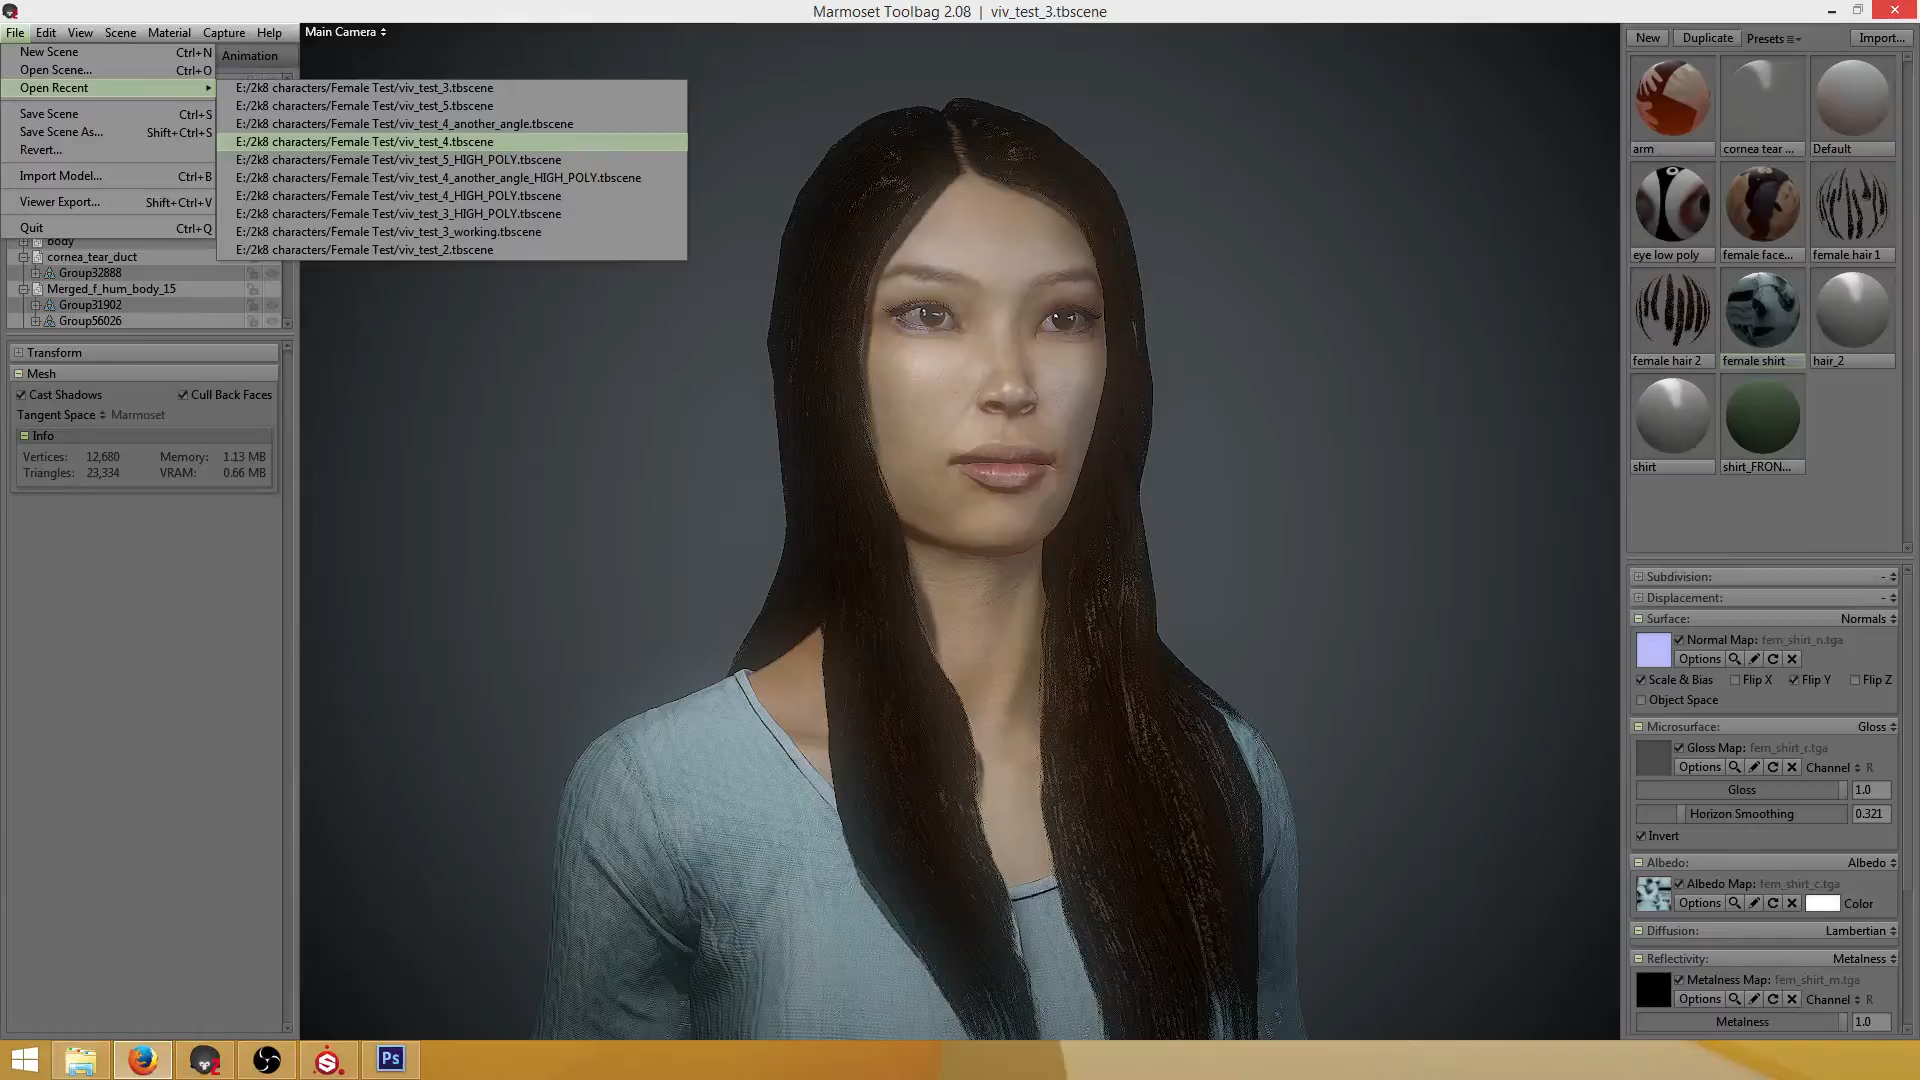 Marmoset Toolbag 2.08 | viv_test_3.tbscene
File Edit View Scene Material Capture Help
Main Camera
New Scene Ctrl+N
Open Scene... Ctrl+O
Open Recent
Save Scene Ctrl+S
Save Scene As... Shift+Ctrl+S
Revert...
Import Model... Ctrl+B
Viewer Export... Shift+Ctrl+V
Quit Ctrl+Q
Animation
E:/2k8 characters/Female Test/viv_test_3.tbscene
E:/2k8 characters/Female Test/viv_test_5.tbscene
E:/2k8 characters/Female Test/viv_test_4_another_angle.tbscene
E:/2k8 characters/Female Test/viv_test_4.tbscene
E:/2k8 characters/Female Test/viv_test_5_HIGH_POLY.tbscene
E:/2k8 characters/Female Test/viv_test_4_another_angle_HIGH_POLY.tbscene
E:/2k8 characters/Female Test/viv_test_4_HIGH_POLY.tbscene
E:/2k8 characters/Female Test/viv_test_3_HIGH_POLY.tbscene
E:/2k8 characters/Female Test/viv_test_3_working.tbscene
E:/2k8 characters/Female Test/viv_test_2.tbscene
body
cornea_tear_duct
Group32888
Merged_f_hum_body_15
Group31902
Group56026
Transform
Mesh
Cast Shadows Cull Back Faces
Tangent Space Marmoset
Info
Vertices: 12,680 Memory: 1.13 MB
Triangles: 23,334 VRAM: 0.66 MB
New Duplicate Presets Import...
arm cornea tear ... Default
eye low poly female face... female hair 1
female hair 2 female shirt hair_2
shirt shirt_FRON...
Subdivision: -
Displacement: -
Surface: Normals
Normal Map: fem_shirt_n.tga
Options
Scale & Bias Flip X Flip Y Flip Z
Object Space
Microsurface: Gloss
Gloss Map: fem_shirt_r.tga
Options Channel R
Gloss 1.0
Horizon Smoothing 0.321
Invert
Albedo: Albedo
Albedo Map: fem_shirt_c.tga
Options Color
Diffusion: Lambertian
Reflectivity: Metalness
Metalness Map: fem_shirt_m.tga
Options Channel R
Metalness 1.0
2
Ps